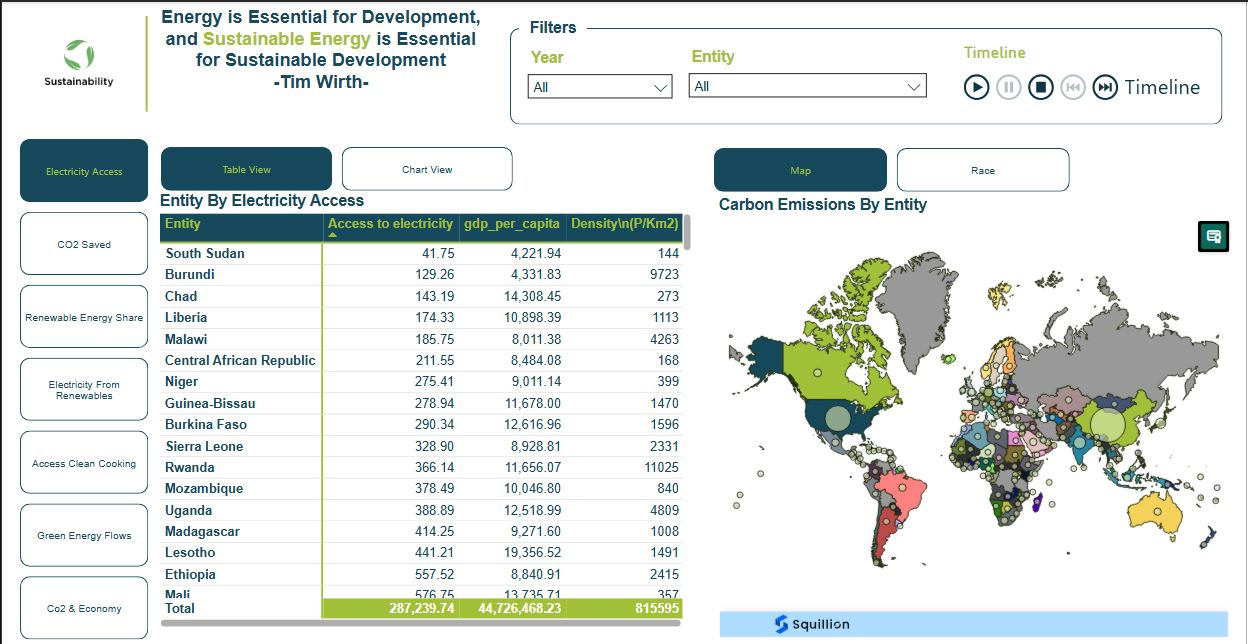 Sustainability
Energy is Essential for Development,
and Sustainable Energy is Essential
for Sustainable Development
-Tim Wirth-
Filters
Year
All
Entity
All
Timeline
Timeline
Electricity Access
CO2 Saved
Renewable Energy Share
Electricity From
Renewables
Access Clean Cooking
Green Energy Flows
Co2 & Economy
Table View
Chart View
Entity By Electricity Access
Entity Access to electricity gdp_per_capita Density\n(P/Km2)
South Sudan 41.75 4,221.94 144
Burundi 129.26 4,331.83 9723
Chad 143.19 14,308.45 273
Liberia 174.33 10,898.39 1113
Malawi 185.75 8,011.38 4263
Central African Republic 211.55 8,484.08 168
Niger 275.41 9,011.14 399
Guinea-Bissau 278.94 11,678.00 1470
Burkina Faso 290.34 12,616.96 1596
Sierra Leone 328.90 8,928.81 2331
Rwanda 366.14 11,656.07 11025
Mozambique 378.49 10,046.80 840
Uganda 388.89 12,518.99 4809
Madagascar 414.25 9,271.60 1008
Lesotho 441.21 19,356.52 1491
Ethiopia 557.52 8,840.91 2415
Mali 576.75 13,735.71 357
Total 287,239.74 44,726,468.23 815595
Map
Race
Carbon Emissions By Entity
Squillion